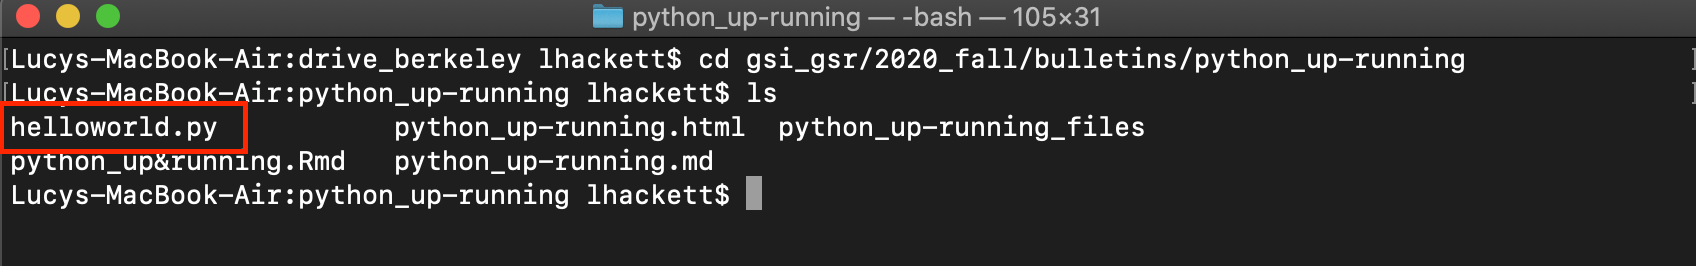 python_up-running — -bash — 105×31
[Lucys-MacBook-Air:drive_berkeley lhackett$ cd gsi_gsr/2020_fall/bulletins/python_up-running ]
[Lucys-MacBook-Air:python_up-running lhackett$ ls ]
helloworld.py python_up-running.html python_up-running_files
python_up&running.Rmd python_up-running.md
Lucys-MacBook-Air:python_up-running lhackett$